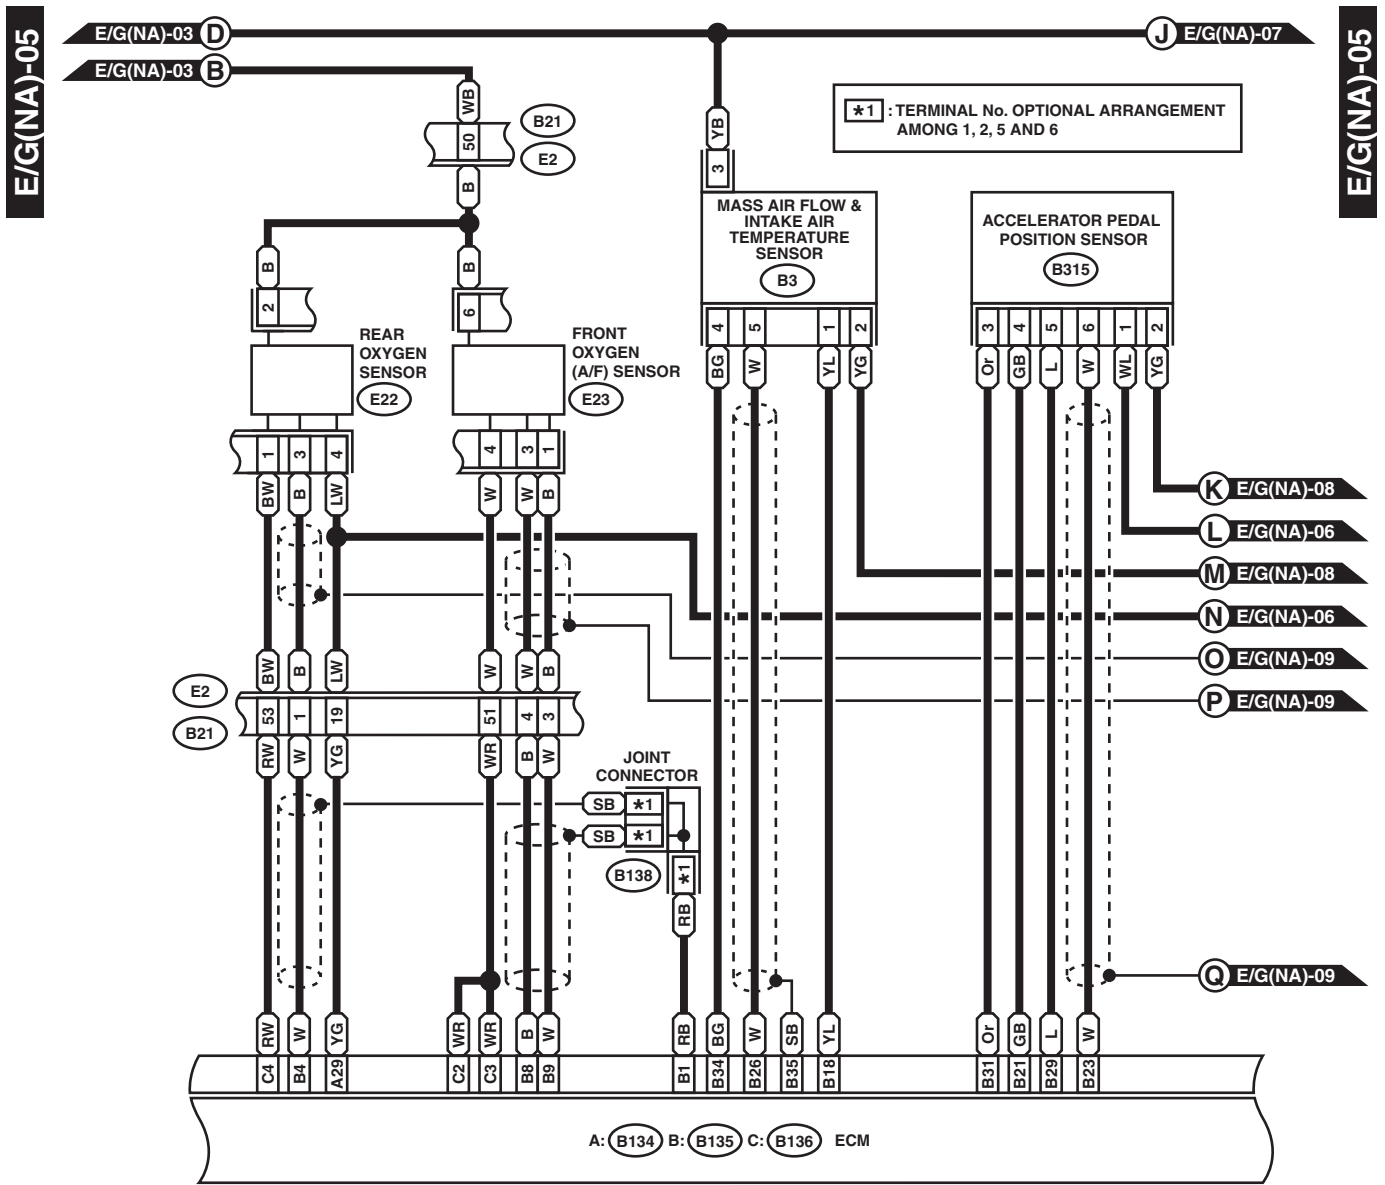 E/G(NA)-05
E/G(NA)-05
E/G(NA)-03 D
J E/G(NA)-07
E/G(NA)-03 B
WB
50
B21
E2
B
*1 : TERMINAL No. OPTIONAL ARRANGEMENT
AMONG 1, 2, 5 AND 6
YB
3
MASS AIR FLOW &
INTAKE AIR
TEMPERATURE
SENSOR
B3
ACCELERATOR PEDAL
POSITION SENSOR
B315
B B
2 6
REAR
OXYGEN
SENSOR
E22
FRONT
OXYGEN
(A/F) SENSOR
E23
4 5 1 2
3 4 5 6 1 2
BG W YL YG
Or GB L W WL YG
1 3 4
4 3 1
BW B LW
W W B
K E/G(NA)-08
L E/G(NA)-06
M E/G(NA)-08
N E/G(NA)-06
O E/G(NA)-09
P E/G(NA)-09
BW B LW
W W B
E2
B21
53 1 19
51 4 3
RW W YG
WR B W
JOINT
CONNECTOR
SB *1
SB *1
B138
*1
RB
Q E/G(NA)-09
RW W YG WR WR B W RB BG W SB YL Or GB L W
C4 B4 A29 C2 C3 B8 B9 B1 B34 B26 B35 B18 B31 B21 B29 B23
A: B134 B: B135 C: B136 ECM